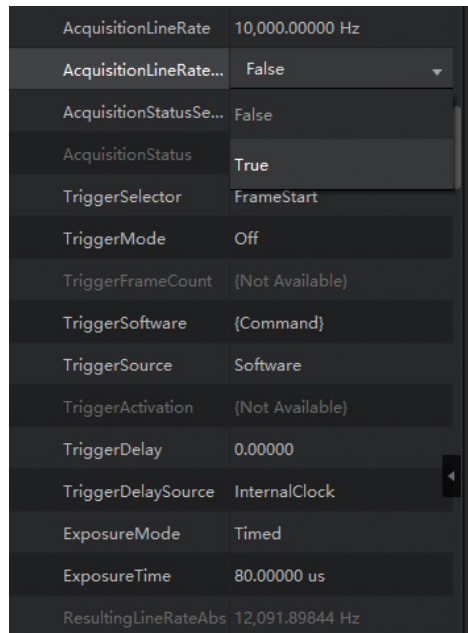 AcquisitionLineRate 10,000.00000 Hz
AcquisitionLineRate... False
AcquisitionStatusSe... False
AcquisitionStatus True
TriggerSelector FrameStart
TriggerMode Off
TriggerFrameCount {Not Available}
TriggerSoftware {Command}
TriggerSource Software
TriggerActivation {Not Available}
TriggerDelay 0.00000
TriggerDelaySource InternalClock
ExposureMode Timed
ExposureTime 80.00000 us
ResultingLineRateAbs 12,091.89844 Hz